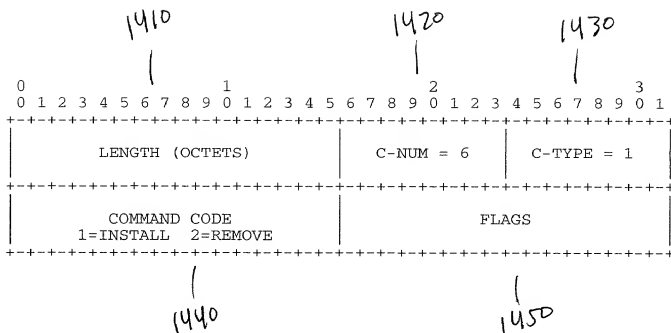 1410 1420 1430
0 1 2 3
0 1 2 3 4 5 6 7 8 9 0 1 2 3 4 5 6 7 8 9 0 1 2 3 4 5 6 7 8 9 0 1
+-+-+-+-+-+-+-+-+-+-+-+-+-+-+-+-+-+-+-+-+-+-+-+-+-+-+-+-+-+-+-+-+
LENGTH (OCTETS) C-NUM = 6 C-TYPE = 1
+-+-+-+-+-+-+-+-+-+-+-+-+-+-+-+-+-+-+-+-+-+-+-+-+-+-+-+-+-+-+-+-+
COMMAND CODE FLAGS
1=INSTALL 2=REMOVE
+-+-+-+-+-+-+-+-+-+-+-+-+-+-+-+-+-+-+-+-+-+-+-+-+-+-+-+-+-+-+-+-+
1440 1450